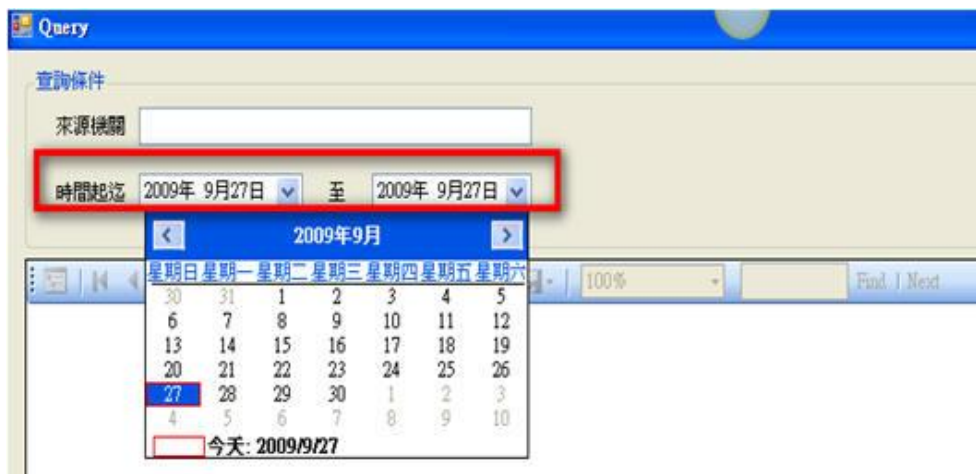 Query
查詢條件
來源機關
時間起迄 2009年 9月27日 至 2009年 9月27日
2009年9月
星期日 星期一 星期二 星期三 星期四 星期五 星期六
30 31 1 2 3 4 5
6 7 8 9 10 11 12
13 14 15 16 17 18 19
20 21 22 23 24 25 26
27 28 29 30 1 2 3
4 5 6 7 8 9 10
今天: 2009/9/27
100% Find | Next